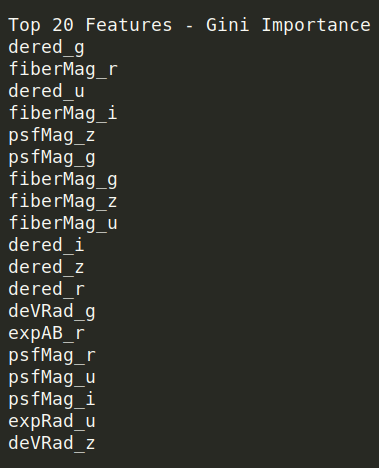 Top 20 Features - Gini Importance
dered_g
fiberMag_r
dered_u
fiberMag_i
psfMag_z
psfMag_g
fiberMag_g
fiberMag_z
fiberMag_u
dered_i
dered_z
dered_r
deVRad_g
expAB_r
psfMag_r
psfMag_u
psfMag_i
expRad_u
deVRad_z